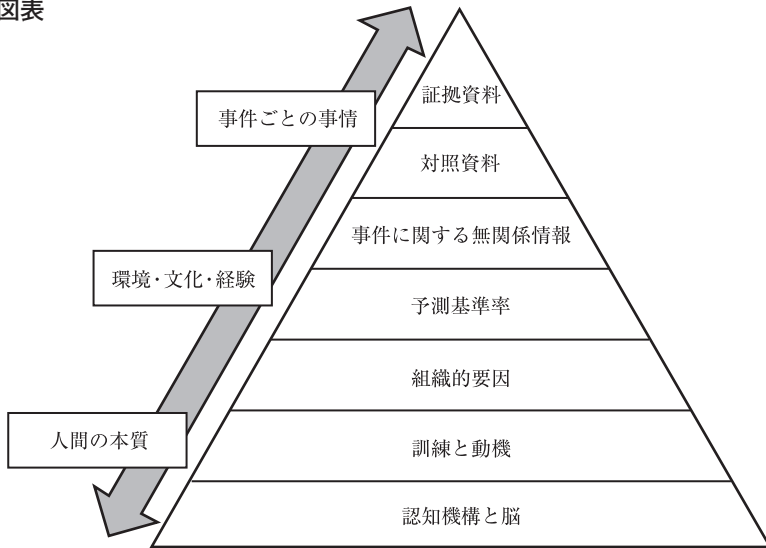 図表
証拠資料
事件ごとの事情
対照資料
事件に関する無関係情報
環境・文化・経験
予測基準率
組織的要因
人間の本質
訓練と動機
認知機構と脳